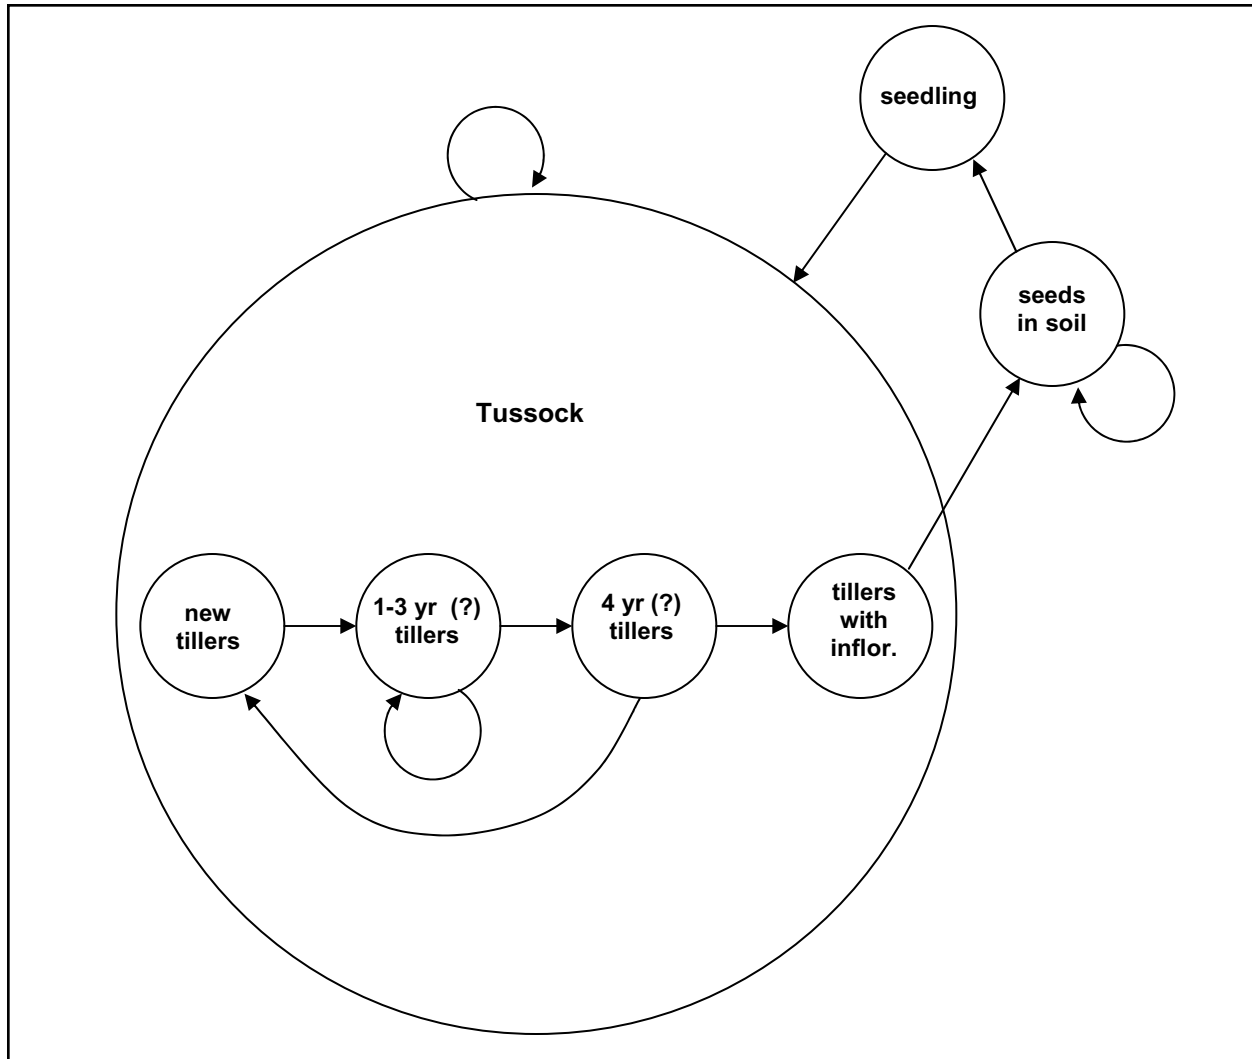 seedling
seeds
in soil
Tussock
new
tillers
1-3 yr (?)
tillers
4 yr (?)
tillers
tillers
with
inflor.